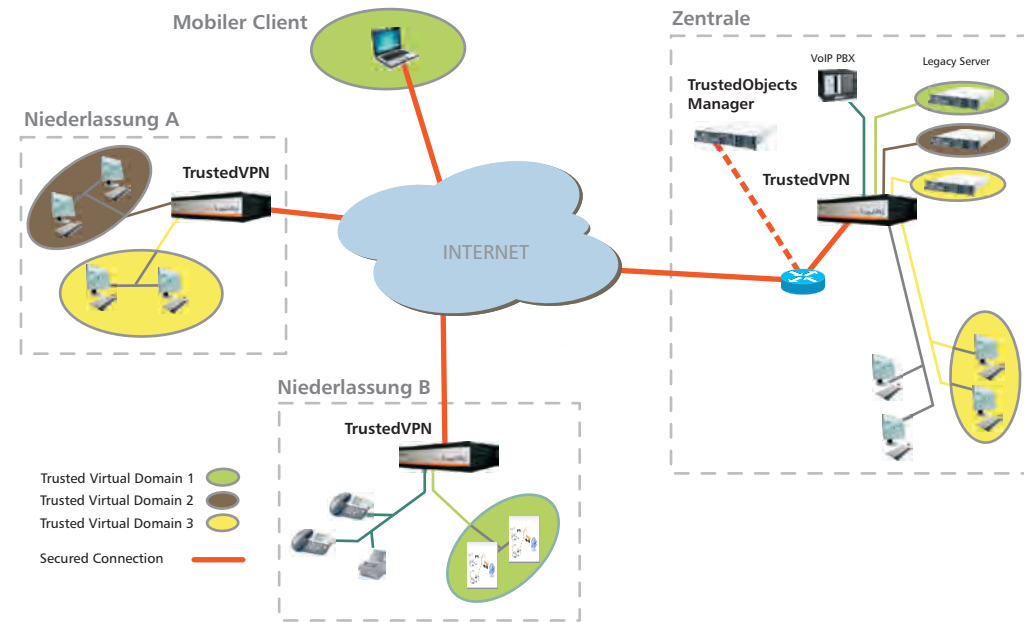 Mobiler Client
Zentrale
VoIP PBX
Legacy Server
TrustedObjects
Manager
Niederlassung A
TrustedVPN
TrustedVPN
INTERNET
Niederlassung B
TrustedVPN
Trusted Virtual Domain 1
Trusted Virtual Domain 2
Trusted Virtual Domain 3
Secured Connection